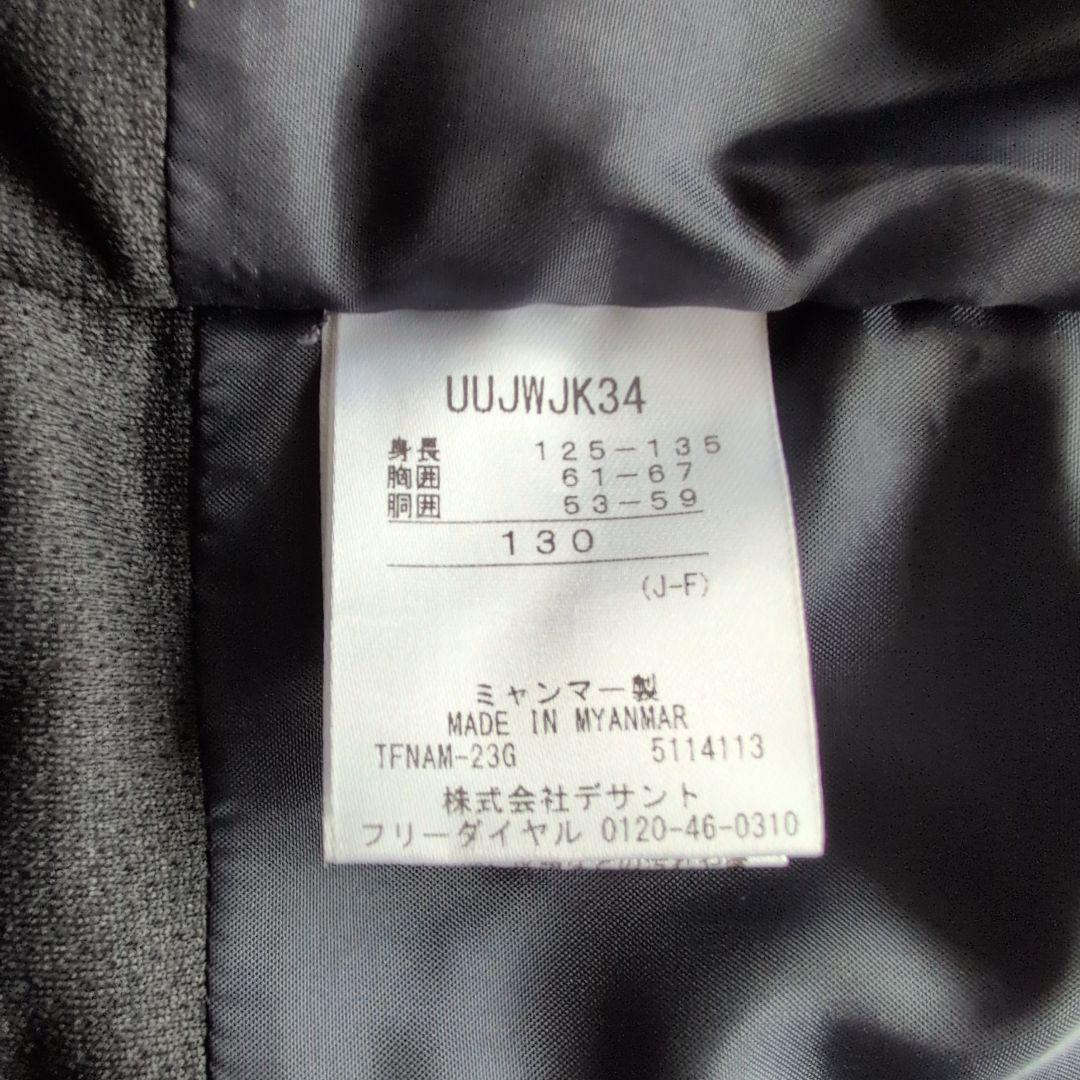 UUJWJK34
身長 125-135
胸囲 61-67
胴囲 53-59
130
(J-F)
ミャンマー製
MADE IN MYANMAR
TFNAM-23G 5114113
株式会社デサント
フリーダイヤル 0120-46-0310